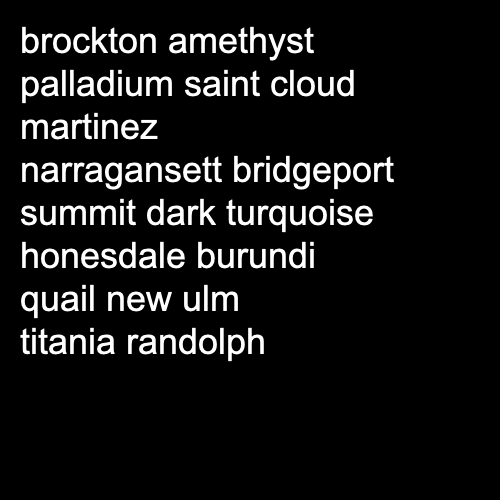 brockton amethyst
palladium saint cloud
martinez
narragansett bridgeport
summit dark turquoise
honesdale burundi
quail new ulm
titania randolph